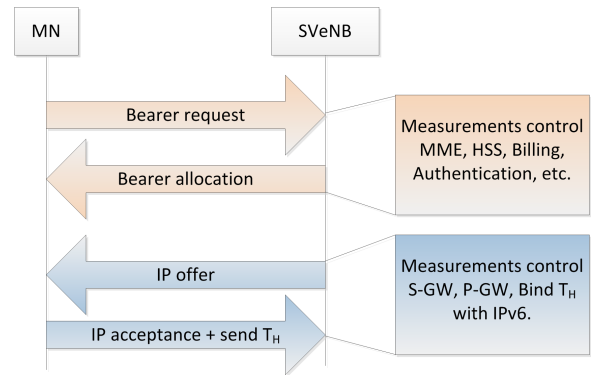 MN
SVeNB
Bearer request
Measurements control
MME, HSS, Billing,
Authentication, etc.
Bearer allocation
IP offer
Measurements control
S-GW, P-GW, Bind TH
with IPv6.
IP acceptance + send TH